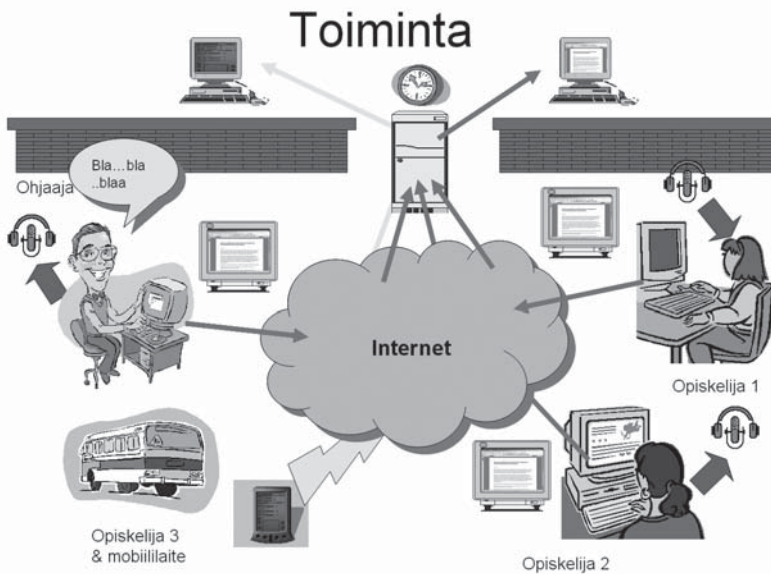 Toiminta
Bla...bla
..blaa
Ohjaaja
Internet
Opiskelija 1
Opiskelija 3
& mobiililaite
Opiskelija 2